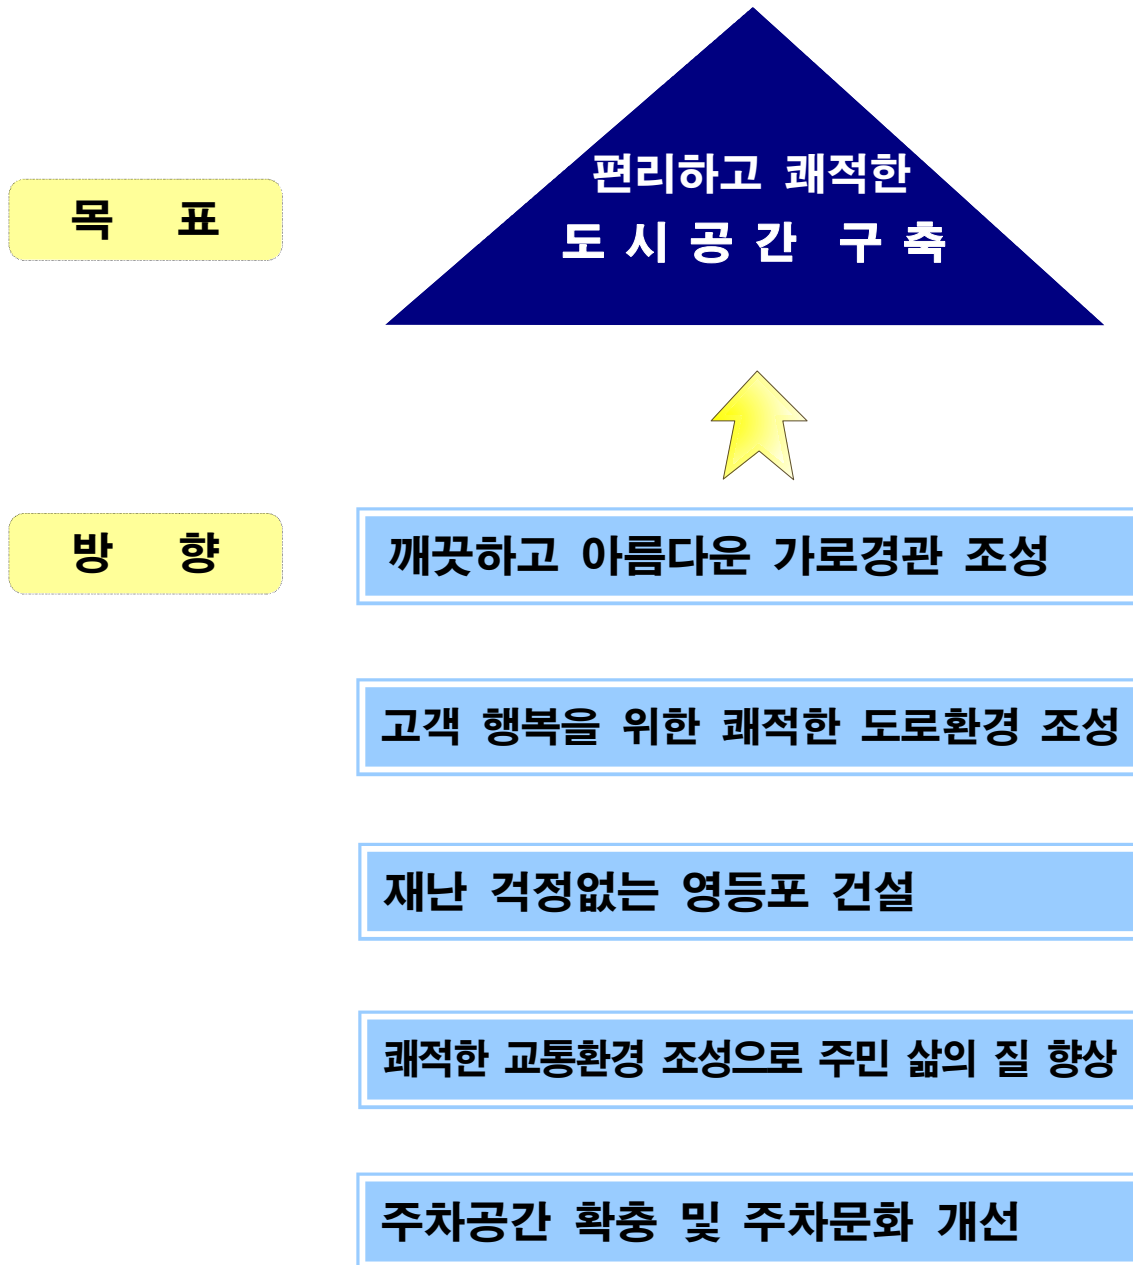 편리하고 쾌적한
목 표
도 시 공 간 구 축
방 향
깨끗하고 아름다운 가로경관 조성
고객 행복을 위한 쾌적한 도로환경 조성
재난 걱정없는 영등포 건설
쾌적한 교통환경 조성으로 주민 삶의 질 향상
주차공간 확충 및 주차문화 개선